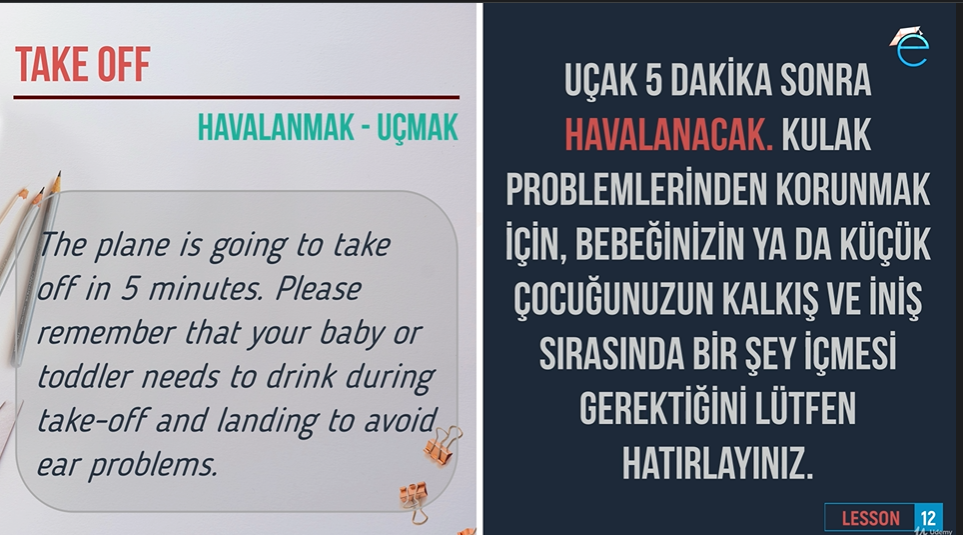 TAKE OFF
HAVALANMAK - UÇMAK
The plane is going to take
off in 5 minutes. Please
remember that your baby or
toddler needs to drink during
take-off and landing to avoid
ear problems.
e
UÇAK 5 DAKİKA SONRA
HAVALANACAK. KULAK
PROBLEMLERİNDEN KORUNMAK
İÇİN, BEBEĞİNİZİN YA DA KÜÇÜK
ÇOCUĞUNUZUN KALKIŞ VE İNİŞ
SIRASINDA BİR ŞEY İÇMESİ
GEREKTİĞİNİ LÜTFEN
HATIRLAYINIZ.
LESSON 12
Udemy